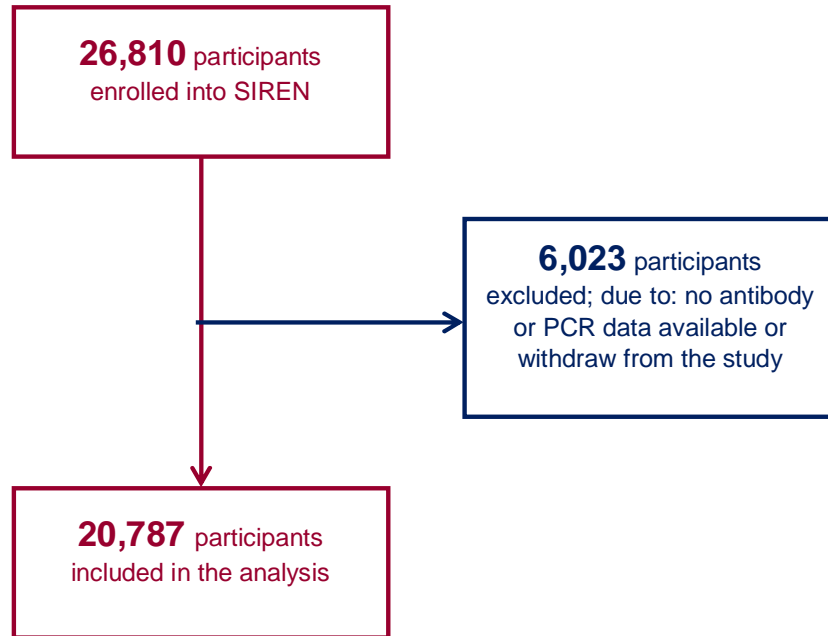 26,810 participants
enrolled into SIREN
6,023 participants
excluded; due to: no antibody
or PCR data available or
withdraw from the study
20,787 participants
included in the analysis